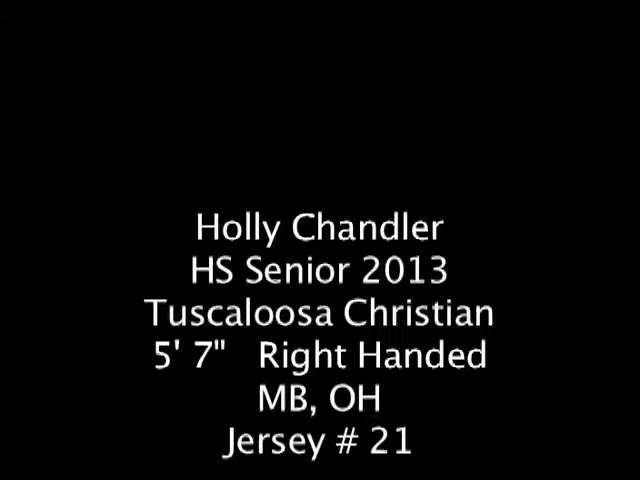 Holly Chandler
HS Senior 2013
Tuscaloosa Christian
5' 7" Right Handed
MB, OH
Jersey # 21